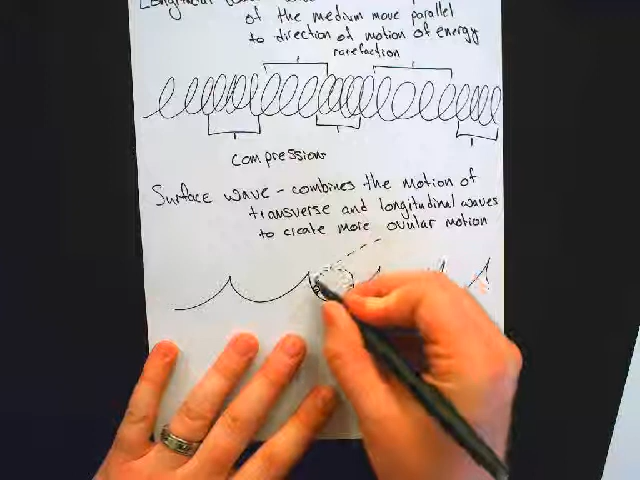 of the medium move parallel
to direction of motion of energy
rarefaction
compressions
Surface wave - combines the motion of
transverse and longitudinal waves
to create more ovular motion